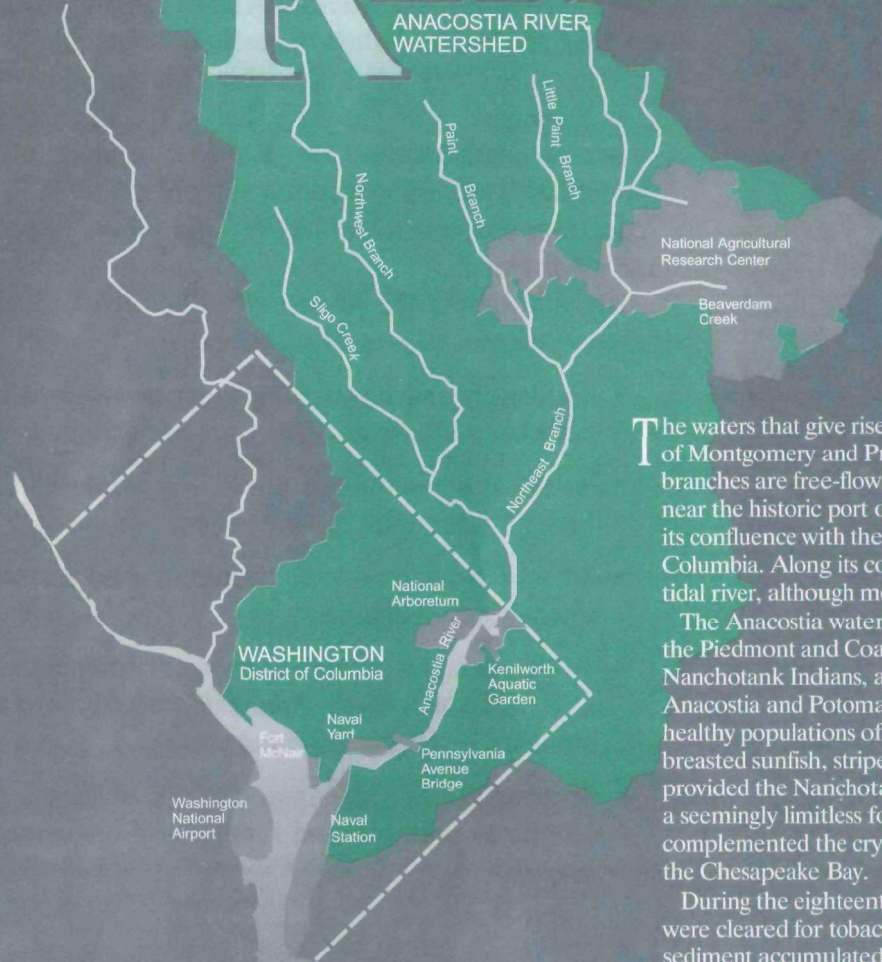 R
ANACOSTIA RIVER
WATERSHED
Paint
Branch
Little Paint Branch
Northwest Branch
Sligo Creek
National Agricultural
Research Center
Beaverdam
Creek
Northeast Branch
National
Arboretum
Anacostia River
WASHINGTON
District of Columbia
Kenilworth
Aquatic
Garden
Naval
Yard
Fort
McNair
Pennsylvania
Avenue
Bridge
Washington
National
Airport
Naval
Station
The waters that give rise
of Montgomery and Pr
branches are free-flow
near the historic port o
its confluence with the
Columbia. Along its co
tidal river, although m
The Anacostia water
the Piedmont and Coa
Nanchotank Indians, a
Anacostia and Potoma
healthy populations of
breasted sunfish, stripe
provided the Nanchota
a seemingly limitless fo
complemented the cry
the Chesapeake Bay.
During the eighteent
were cleared for tobac
sediment accumulated